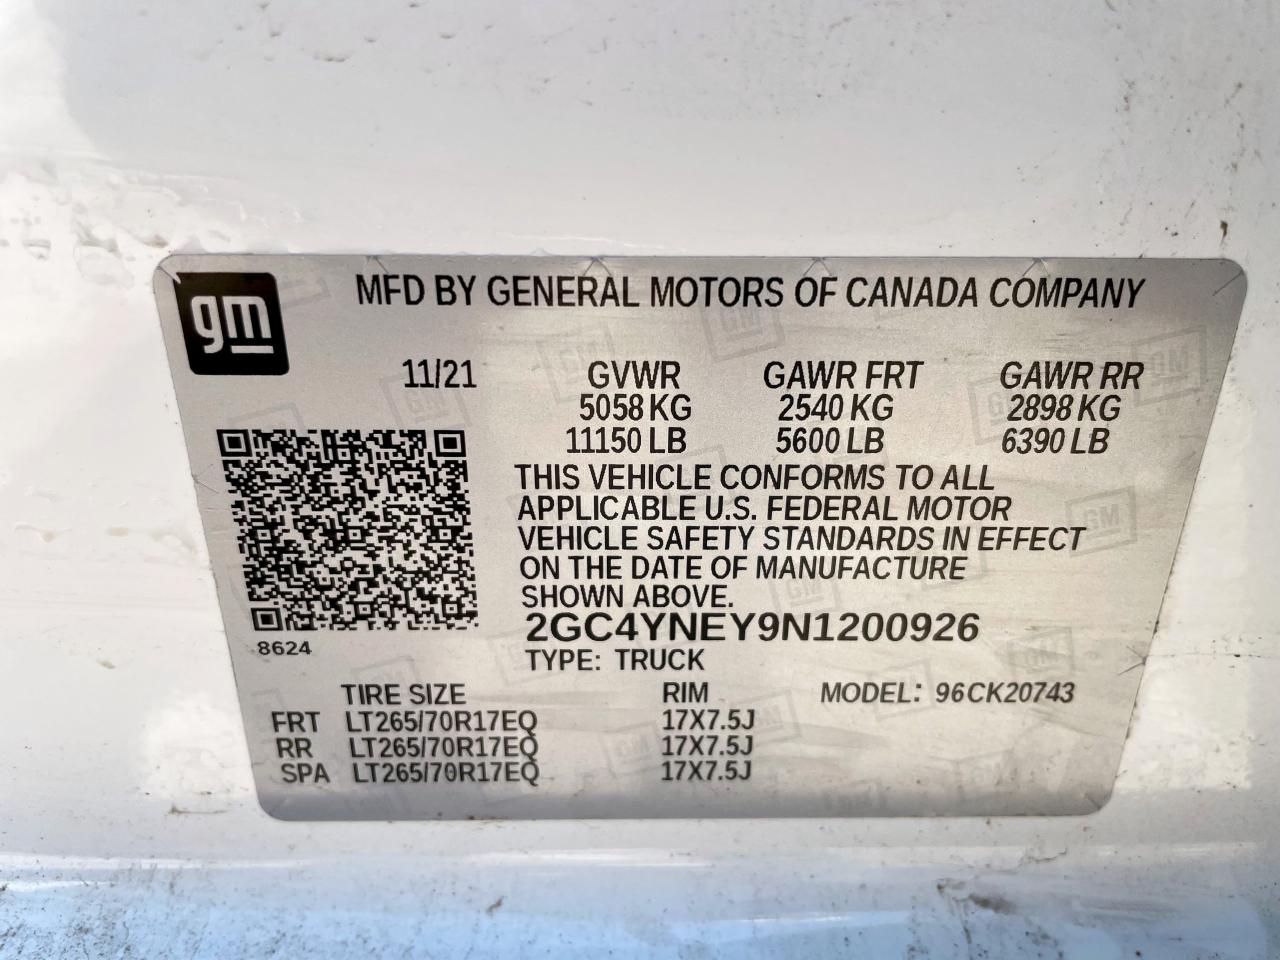 gm
MFD BY GENERAL MOTORS OF CANADA COMPANY
11/21 GVWR GAWR FRT GAWR RR
5058 KG 2540 KG 2898 KG
11150 LB 5600 LB 6390 LB
THIS VEHICLE CONFORMS TO ALL
APPLICABLE U.S. FEDERAL MOTOR
VEHICLE SAFETY STANDARDS IN EFFECT
ON THE DATE OF MANUFACTURE
SHOWN ABOVE.
2GC4YNEY9N1200926
8624
TYPE: TRUCK
TIRE SIZE RIM MODEL: 96CK20743
FRT LT265/70R17EQ 17X7.5J
RR LT265/70R17EQ 17X7.5J
SPA LT265/70R17EQ 17X7.5J